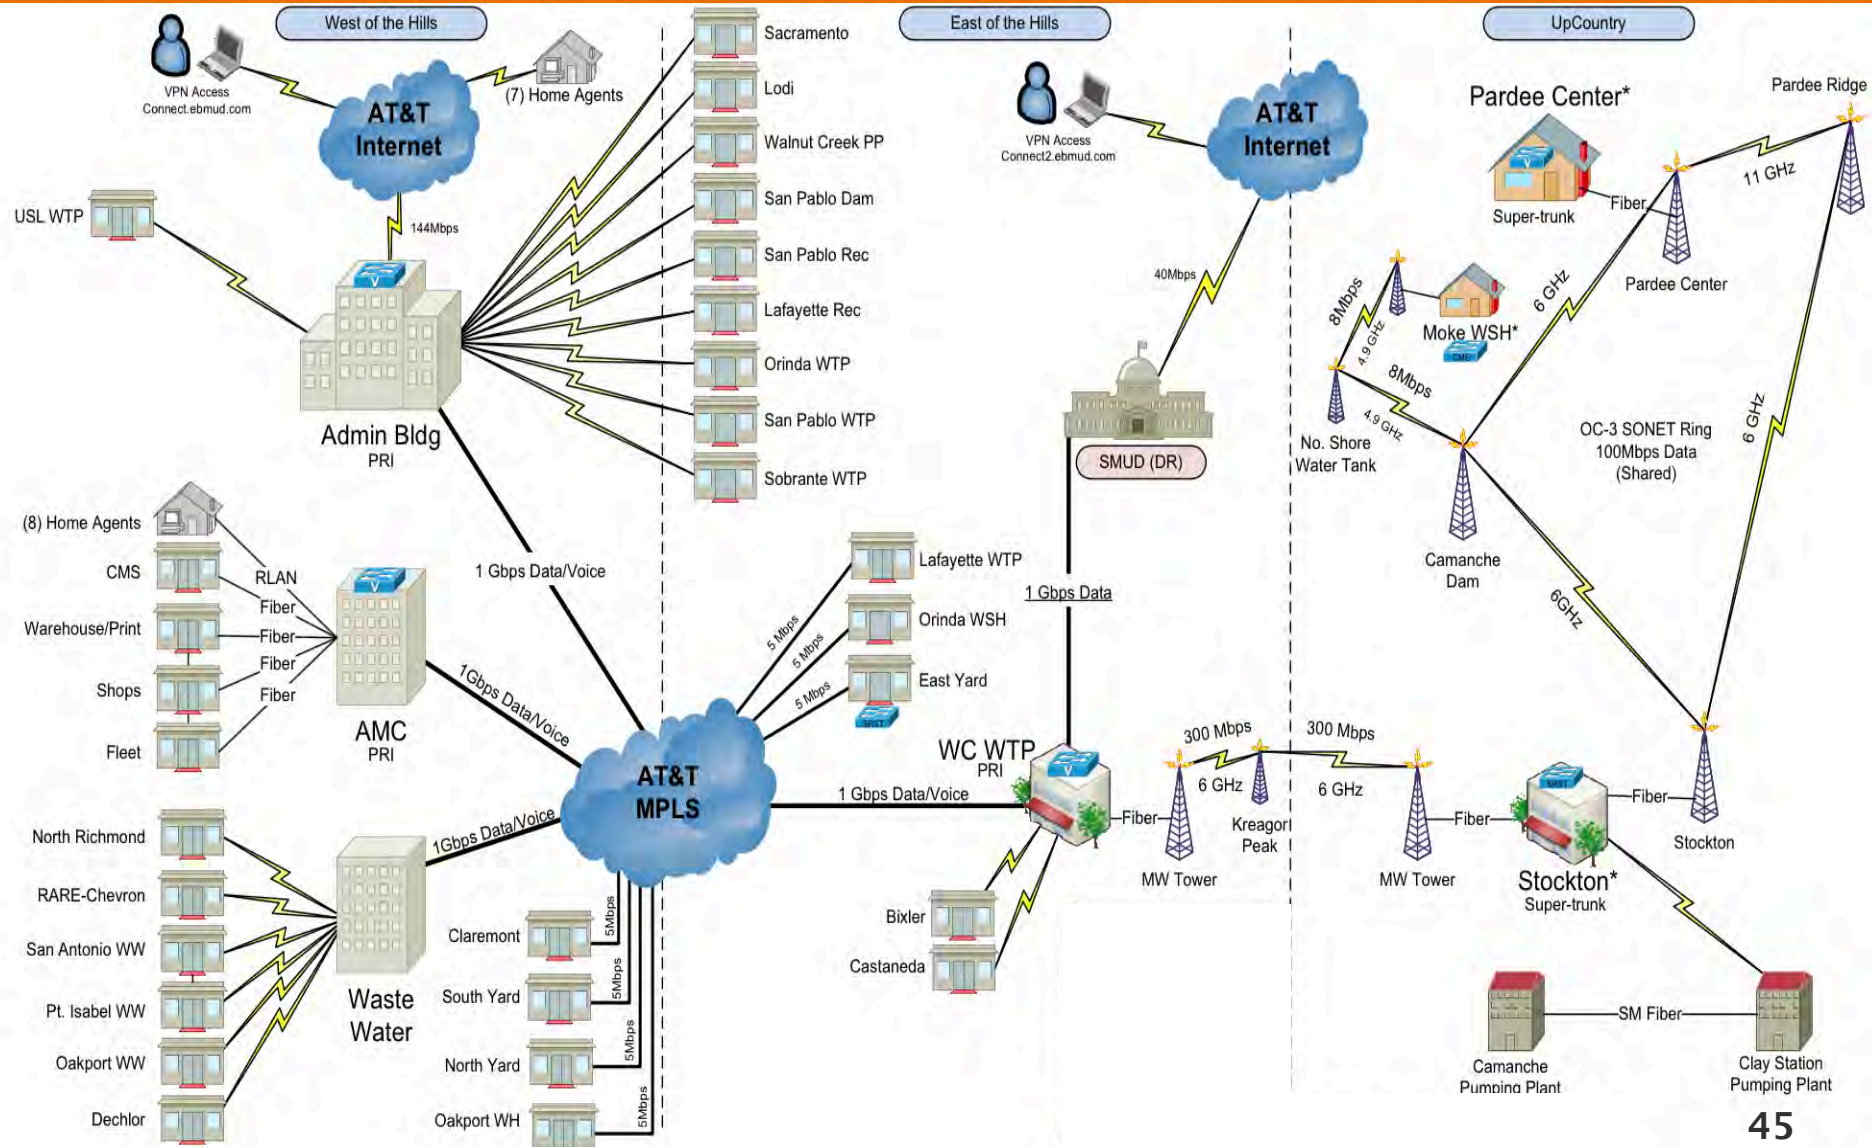 West of the Hills
East of the Hills
UpCountry
VPN Access
Connect.ebmud.com
AT&T
Internet
(7) Home Agents
144Mbps
USL WTP
V
Admin Bldg
PRI
Sacramento
Lodi
Walnut Creek PP
San Pablo Dam
San Pablo Rec
Lafayette Rec
Orinda WTP
San Pablo WTP
Sobrante WTP
(8) Home Agents
CMS
Warehouse/Print
Shops
Fleet
RLAN
Fiber
Fiber
Fiber
Fiber
V
AMC
PRI
1 Gbps Data/Voice
1Gbps Data/Voice
1Gbps Data/Voice
North Richmond
RARE-Chevron
San Antonio WW
Pt. Isabel WW
Oakport WW
Dechlor
Waste
Water
AT&T
MPLS
Claremont
South Yard
North Yard
Oakport WH
5Mbps
5Mbps
5Mbps
5Mbps
5 Mbps
5 Mbps
5 Mbps
Lafayette WTP
Orinda WSH
East Yard
SRST
1 Gbps Data/Voice
VPN Access
Connect2.ebmud.com
AT&T
Internet
40Mbps
SMUD (DR)
1 Gbps Data
WC WTP
PRI
V
Bixler
Castaneda
Fiber
MW Tower
300 Mbps
6 GHz
Kreagor
Peak
300 Mbps
6 GHz
MW Tower
Fiber
SRST
Stockton*
Super-trunk
Fiber
Stockton
Pardee Center*
V
Super-trunk
Fiber
Pardee Center
11 GHz
Pardee Ridge
6 GHz
6 GHz
8Mbps
4.9 GHz
Moke WSH*
CME
8Mbps
4.9 GHz
No. Shore
Water Tank
Camanche
Dam
OC-3 SONET Ring
100Mbps Data
(Shared)
6GHz
Camanche
Pumping Plant
SM Fiber
Clay Station
Pumping Plant
45